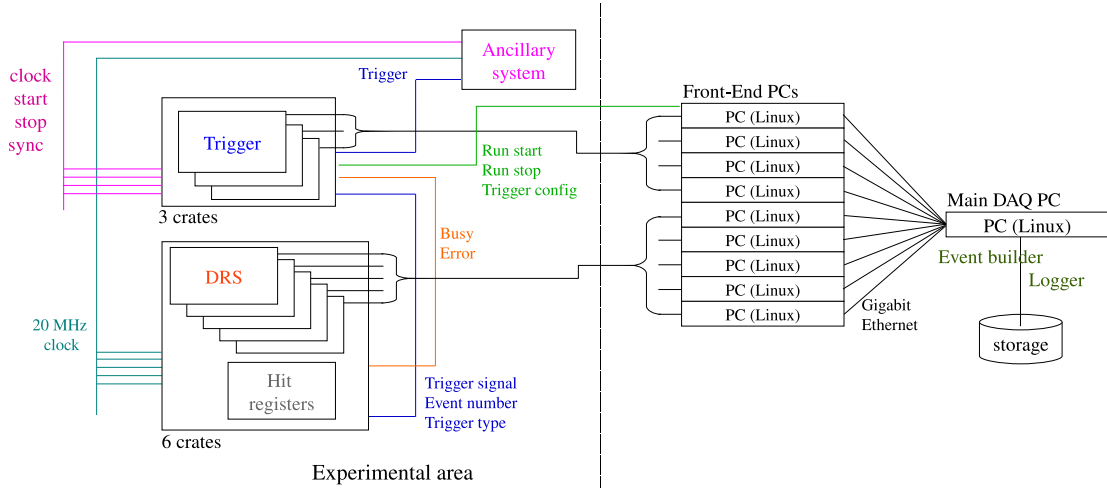 Ancillary
system
clock
start
stop
sync
Trigger
Trigger
3 crates
Run start
Run stop
Trigger config
Busy
Error
DRS
20 MHz
clock
Hit
registers
6 crates
Trigger signal
Event number
Trigger type
Experimental area
Front-End PCs
PC (Linux)
PC (Linux)
PC (Linux)
PC (Linux)
PC (Linux)
PC (Linux)
PC (Linux)
PC (Linux)
PC (Linux)
Gigabit
Ethernet
Main DAQ PC
PC (Linux)
Event builder
Logger
storage